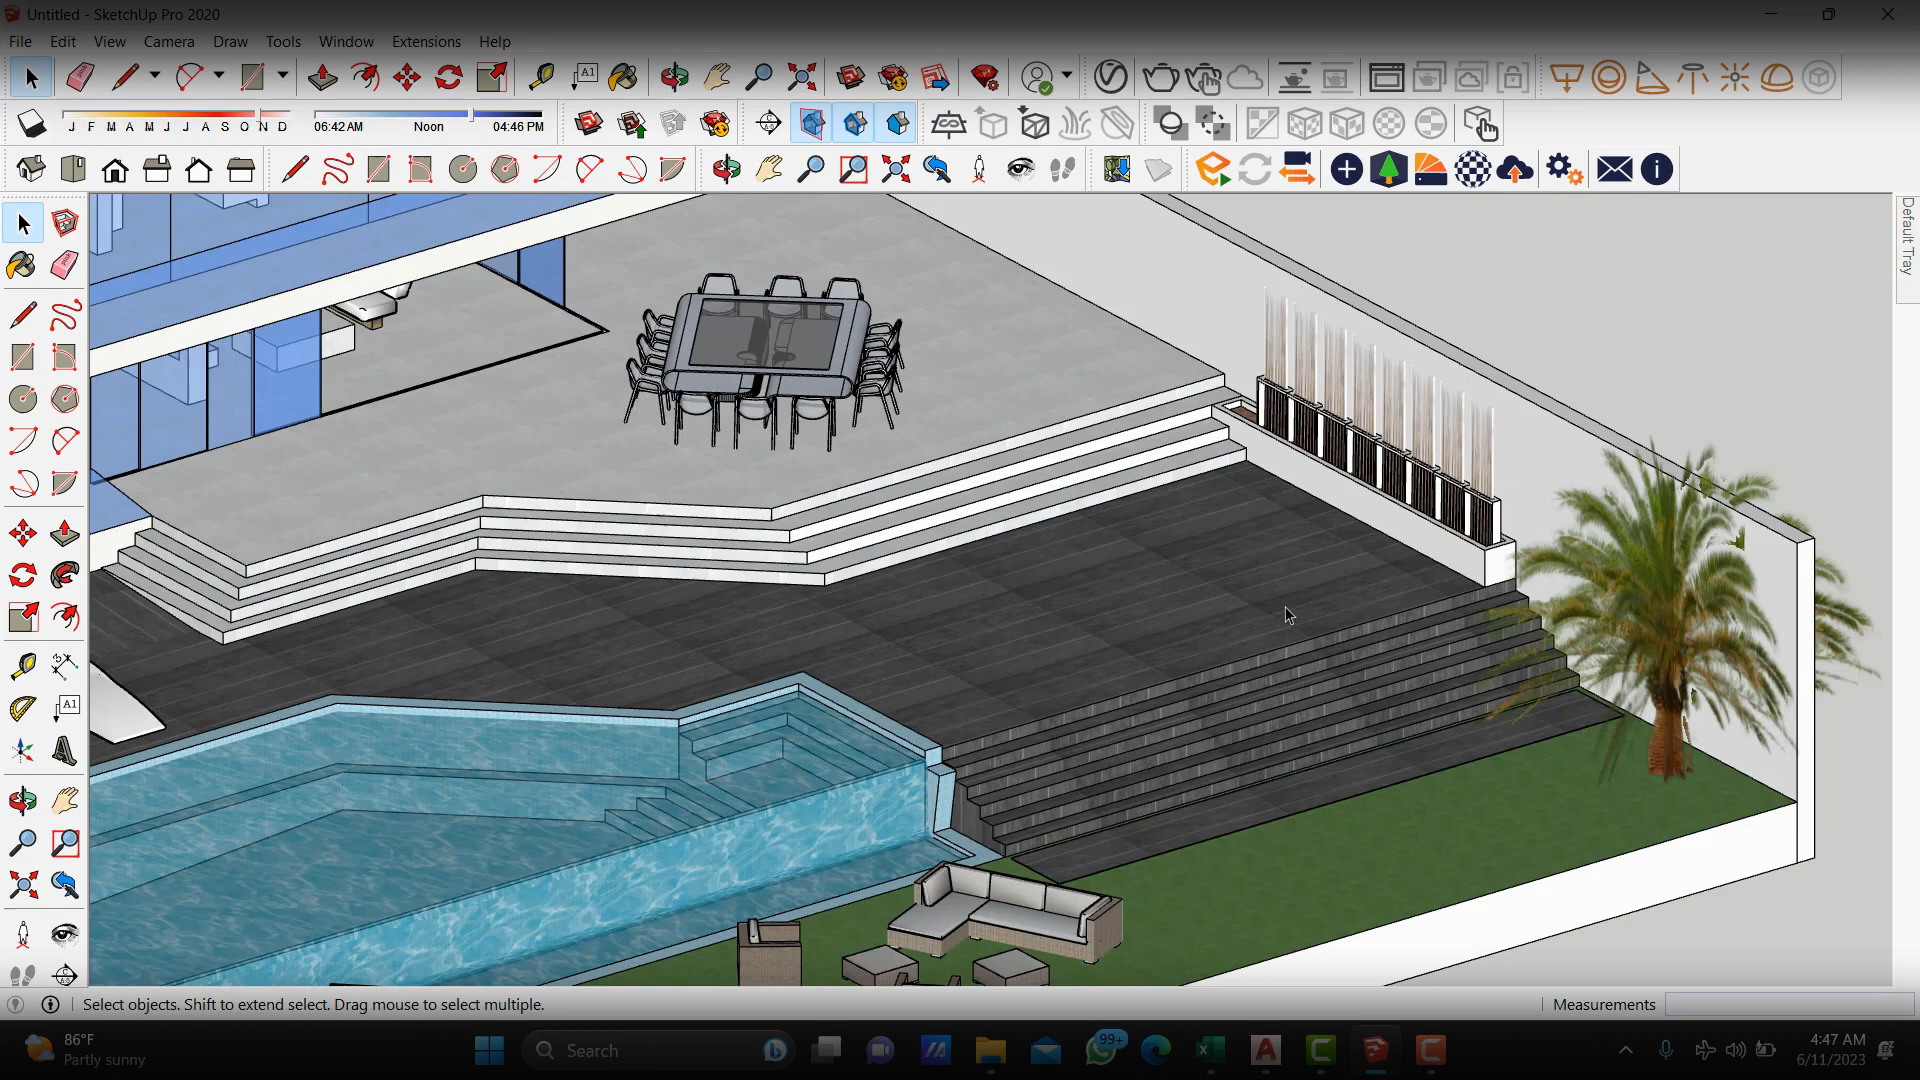 Untitled - SketchUp Pro 2020
File Edit View Camera Draw Tools Window Extensions Help
A1
J F M A M J J A S O N D 06:42 AM Noon 04:46 PM
Default Tray
A1
Select objects. Shift to extend select. Drag mouse to select multiple.
Measurements
86°F
Partly sunny
Search
99+
4:47 AM
6/11/2023